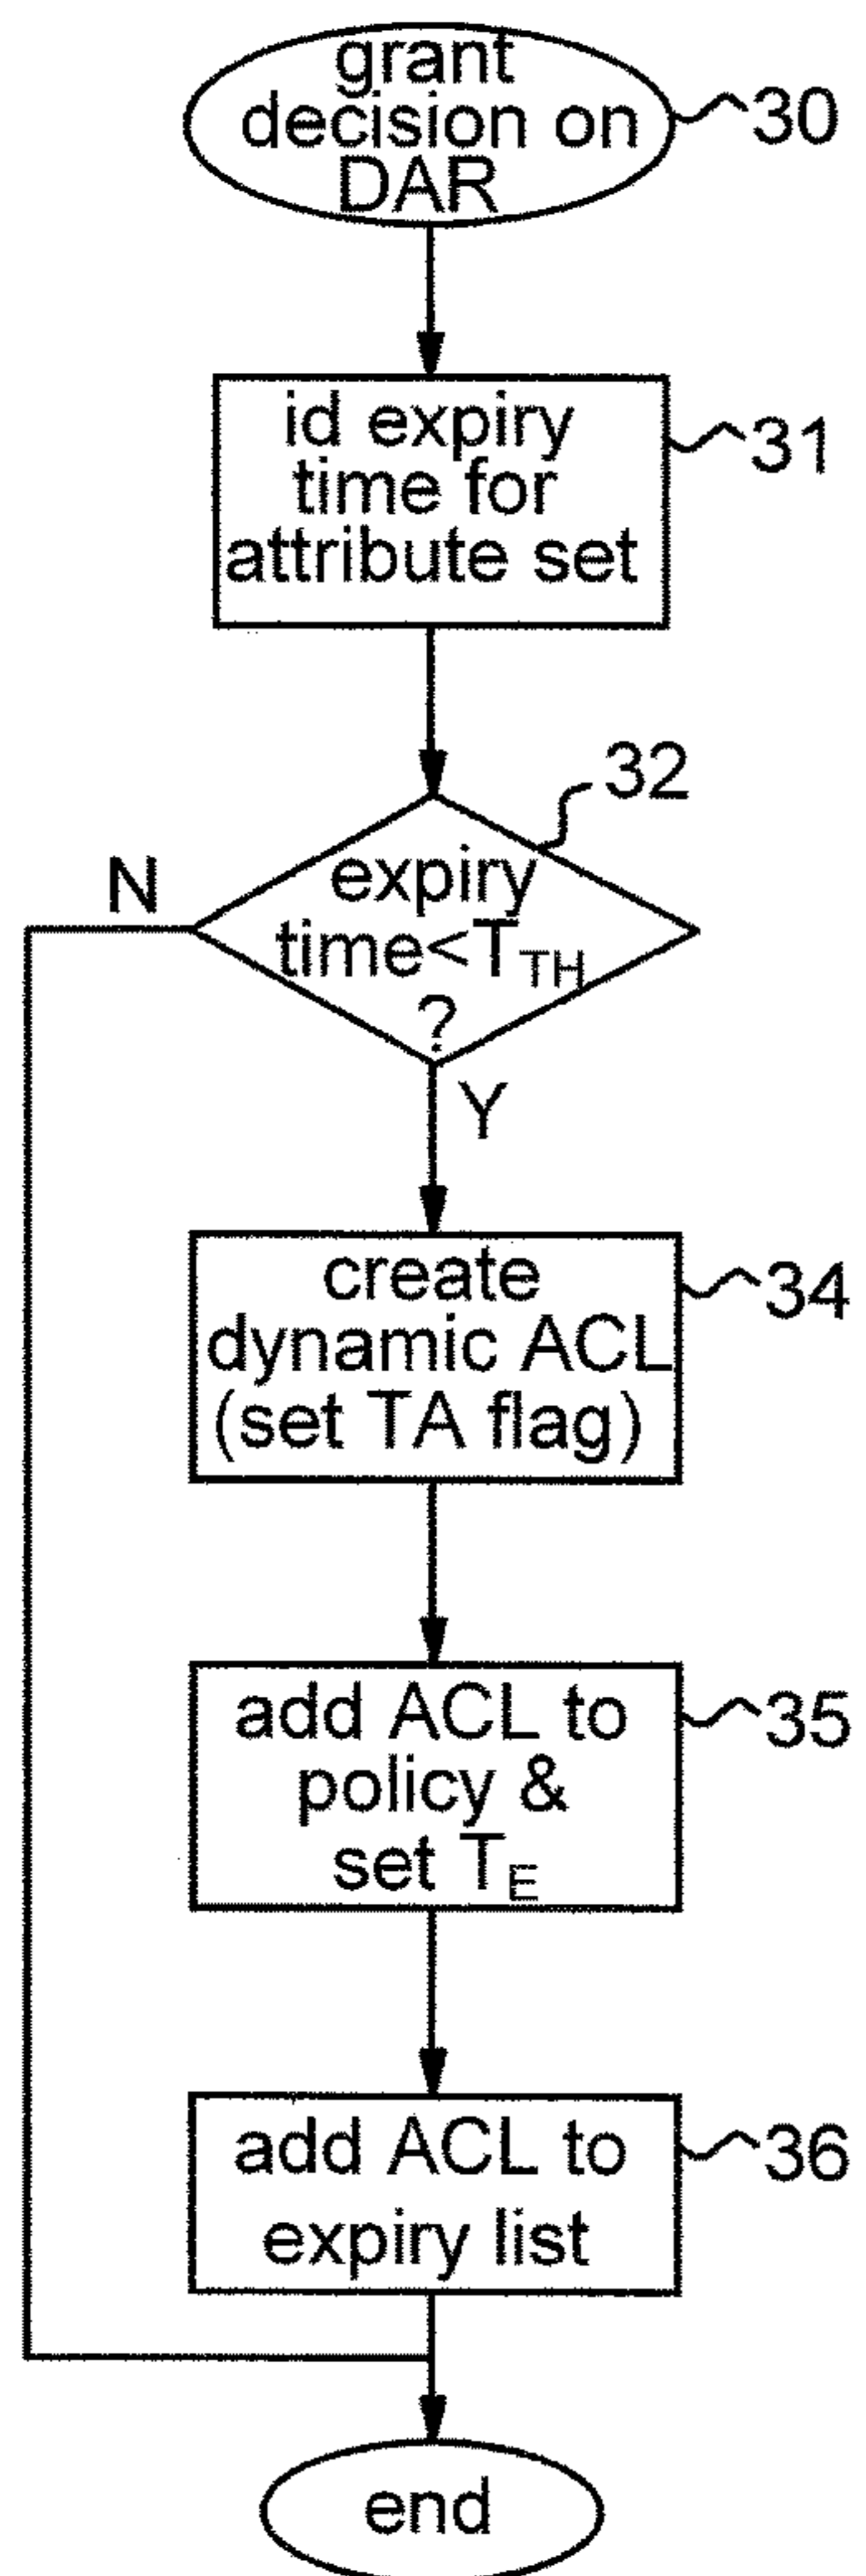 grant
decision on
DAR
30
id expiry
time for
attribute set
31
32
N
expiry
time<T_TH
?
Y
create
dynamic ACL
(set TA flag)
34
add ACL to
policy &
set T_E
35
add ACL to
expiry list
36
end